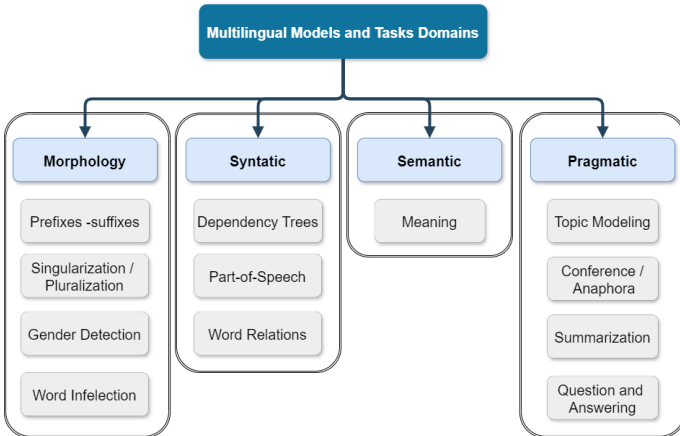 Multilingual Models and Tasks Domains
Morphology
Prefixes -suffixes
Singularization /
Pluralization
Gender Detection
Word Infelection
Syntatic
Dependency Trees
Part-of-Speech
Word Relations
Semantic
Meaning
Pragmatic
Topic Modeling
Conference /
Anaphora
Summarization
Question and
Answering